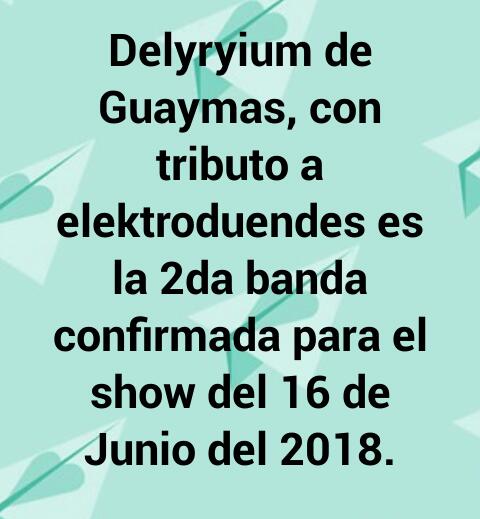 Delyryium de
Guaymas, con
tributo a
elektroduendes es
la 2da banda
confirmada para el
show del 16 de
Junio del 2018.